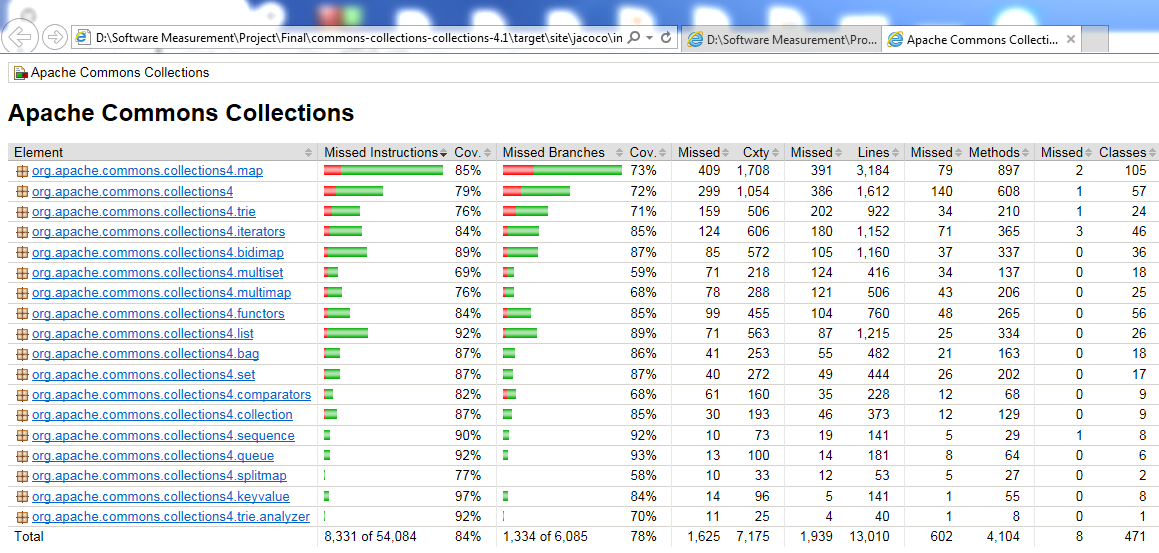 D:\Software Measurement\Project\Final\commons-collections-collections-4.1\target\site\jacoco\in D:\Software Measurement\Pro... Apache Commons Collecti...
Apache Commons Collections
Apache Commons Collections
Element Missed Instructions Cov. Missed Branches Cov. Missed Cxty Missed Lines Missed Methods Missed Classes
org.apache.commons.collections4.map 85% 73% 409 1,708 391 3,184 79 897 2 105
org.apache.commons.collections4 79% 72% 299 1,054 386 1,612 140 608 1 57
org.apache.commons.collections4.trie 76% 71% 159 506 202 922 34 210 1 24
org.apache.commons.collections4.iterators 84% 85% 124 606 180 1,152 71 365 3 46
org.apache.commons.collections4.bidimap 89% 87% 85 572 105 1,160 37 337 0 36
org.apache.commons.collections4.multiset 69% 59% 71 218 124 416 34 137 0 18
org.apache.commons.collections4.multimap 76% 68% 78 288 121 506 43 206 0 25
org.apache.commons.collections4.functors 84% 85% 99 455 104 760 48 265 0 56
org.apache.commons.collections4.list 92% 89% 71 563 87 1,215 25 334 0 26
org.apache.commons.collections4.bag 87% 86% 41 253 55 482 21 163 0 18
org.apache.commons.collections4.set 87% 87% 40 272 49 444 26 202 0 17
org.apache.commons.collections4.comparators 82% 68% 61 160 35 228 12 68 0 9
org.apache.commons.collections4.collection 87% 85% 30 193 46 373 12 129 0 9
org.apache.commons.collections4.sequence 90% 92% 10 73 19 141 5 29 1 8
org.apache.commons.collections4.queue 92% 93% 13 100 14 181 8 64 0 6
org.apache.commons.collections4.splitmap 77% 58% 10 33 12 53 5 27 0 2
org.apache.commons.collections4.keyvalue 97% 84% 14 96 5 141 1 55 0 8
org.apache.commons.collections4.trie.analyzer 92% 70% 11 25 4 40 1 8 0 1
Total 8,331 of 54,084 84% 1,334 of 6,085 78% 1,625 7,175 1,939 13,010 602 4,104 8 471